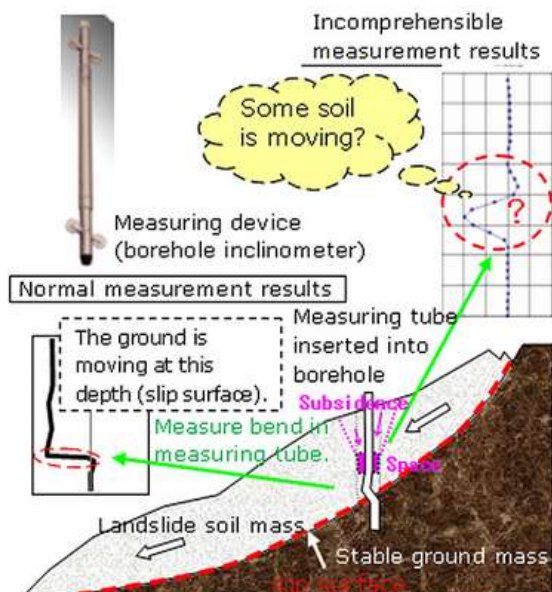 Incomprehensible
measurement results
Some soil
is moving?
?
Measuring device
(borehole inclinometer)
Normal measurement results
The ground is
moving at this
depth (slip surface).
Measuring tube
inserted into
borehole
Subsidence
Measure bend in
measuring tube.
Space
Landslide soil mass
Stable ground mass
slip surface